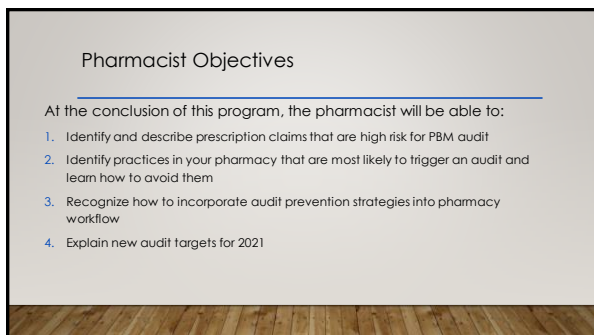 Pharmacist Objectives
At the conclusion of this program, the pharmacist will be able to:
1. Identify and describe prescription claims that are high risk for PBM audit
2. Identify practices in your pharmacy that are most likely to trigger an audit and
learn how to avoid them
3. Recognize how to incorporate audit prevention strategies into pharmacy
workflow
4. Explain new audit targets for 2021